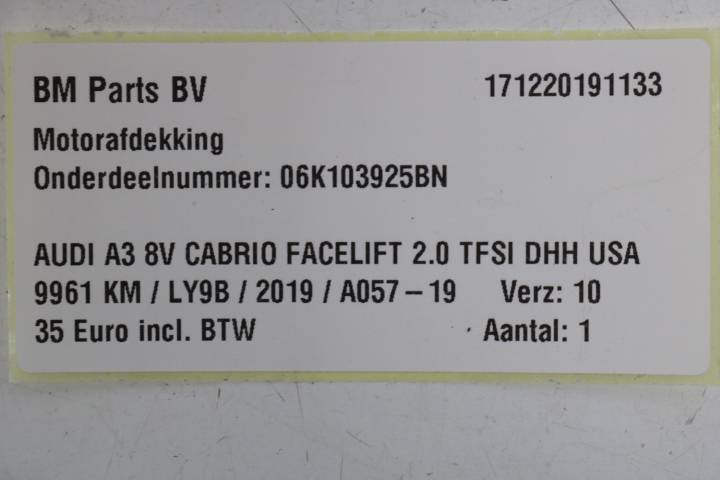 BM Parts BV 171220191133
Motorafdekking
Onderdeelnummer: 06K103925BN
AUDI A3 8V CABRIO FACELIFT 2.0 TFSI DHH USA
9961 KM / LY9B / 2019 / A057-19 Verz: 10
35 Euro incl. BTW Aantal: 1